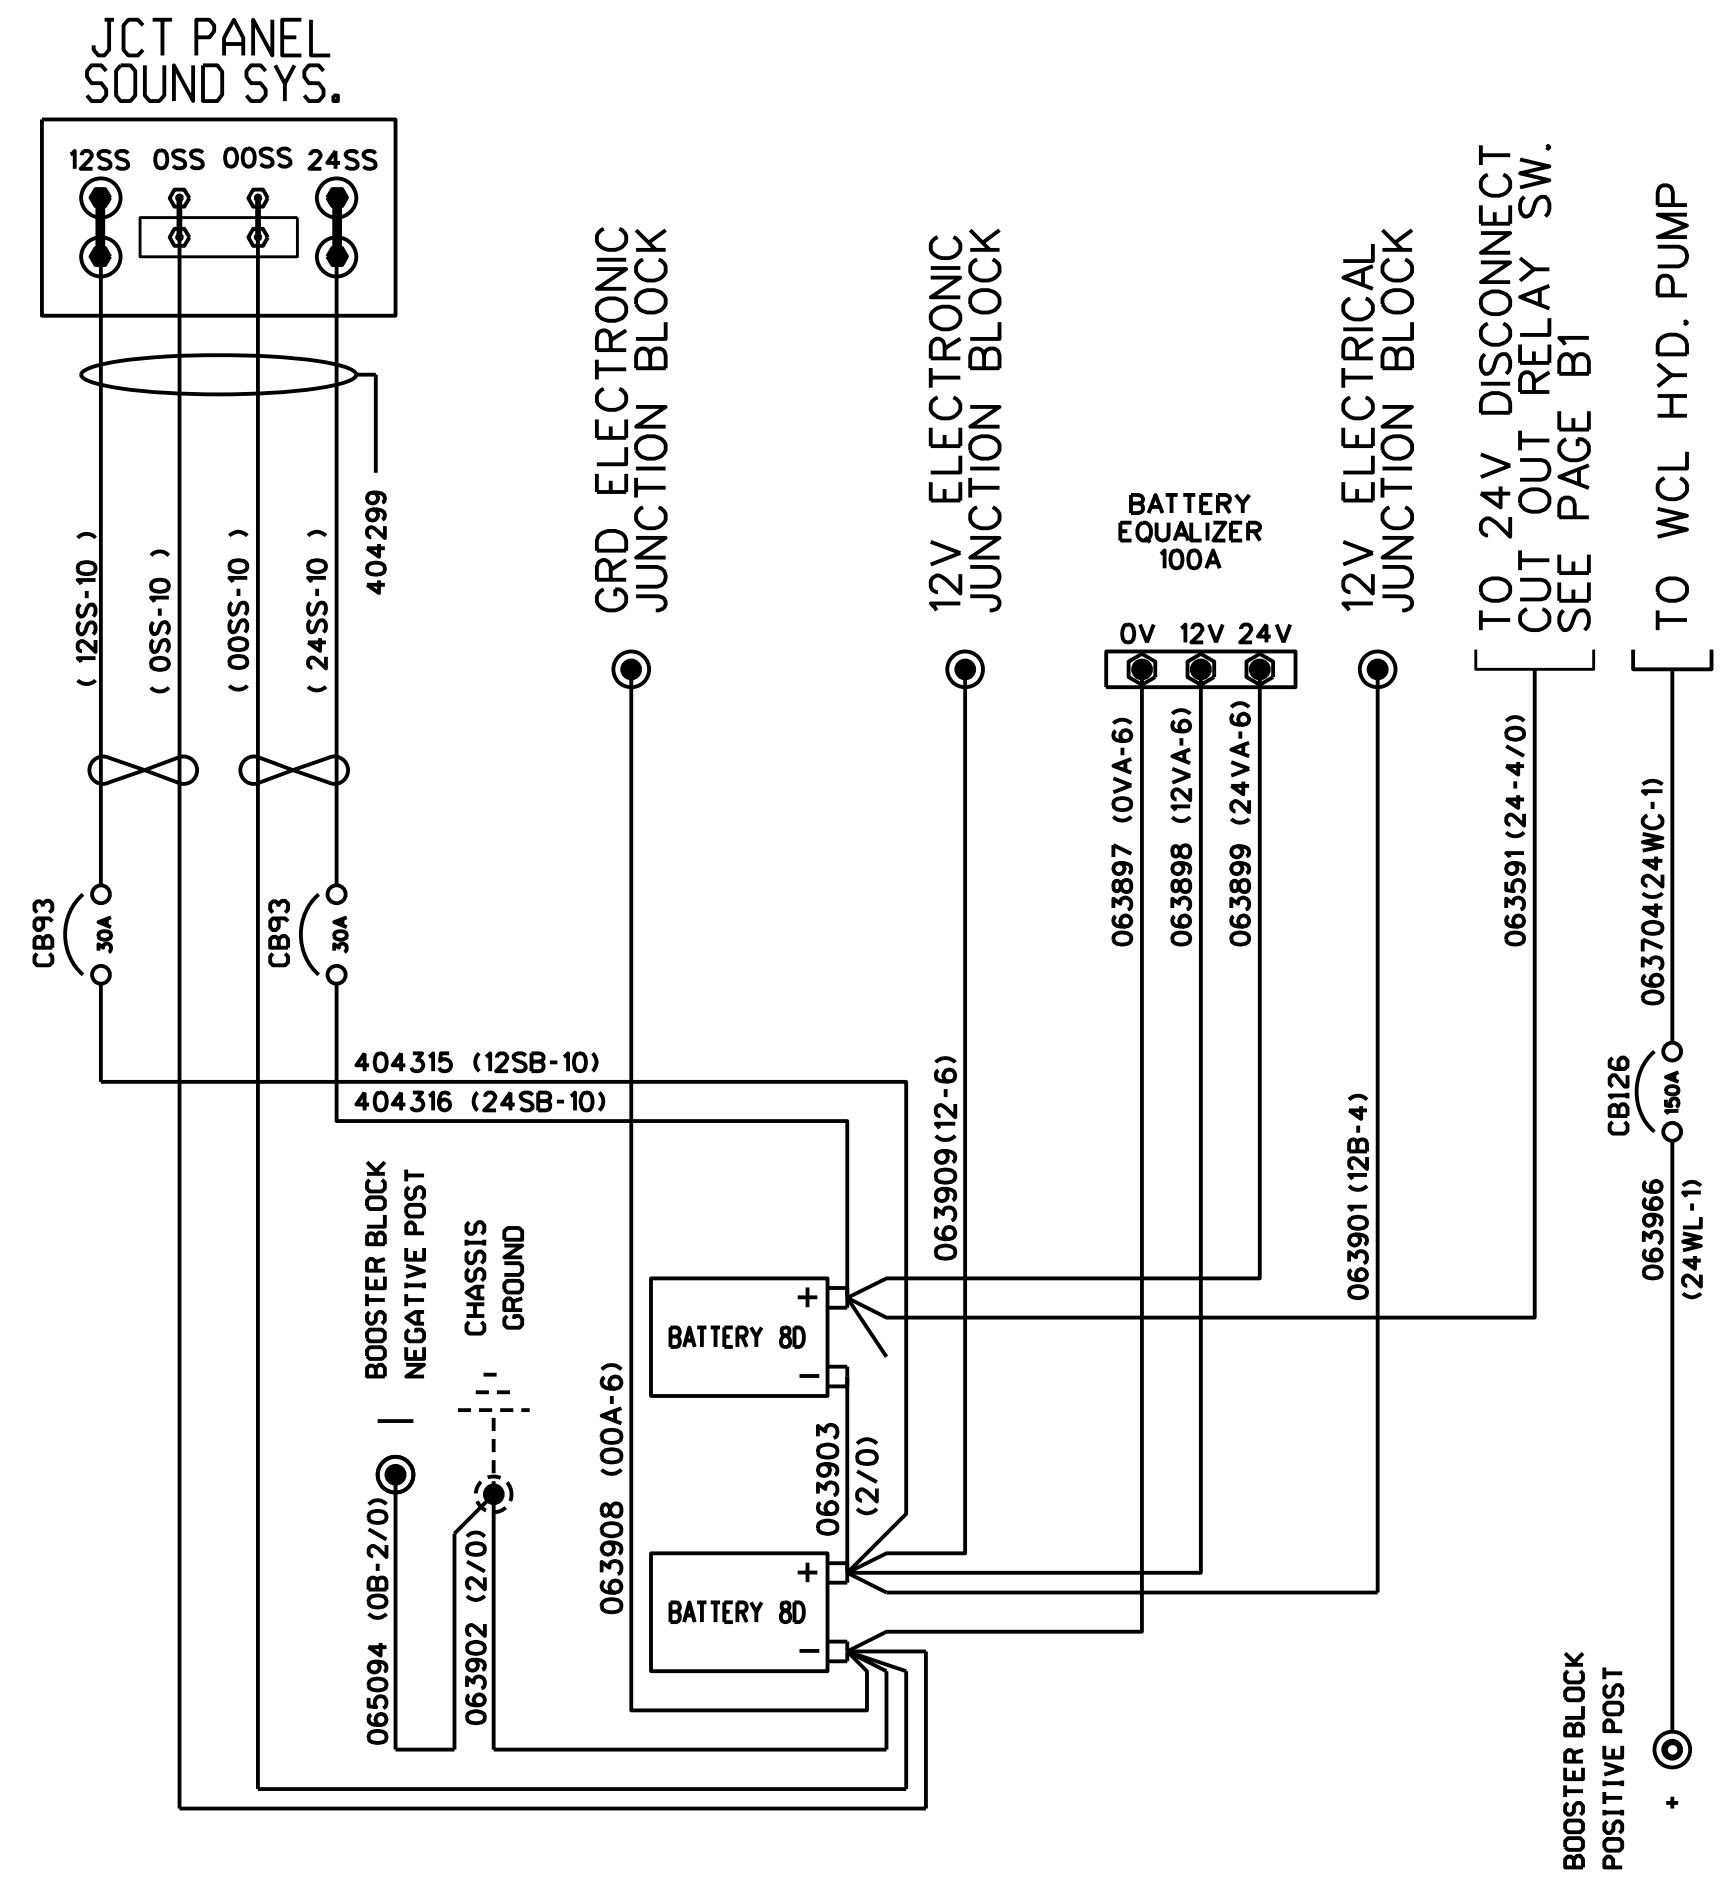 JCT PANEL
SOUND SYS.
12SS 0SS 00SS 24SS
( 12SS-10 )
( 0SS-10 )
( 00SS-10 )
( 24SS-10 )
404299
CB93
30A
CB93
30A
404315 (12SB-10)
404316 (24SB-10)
GRD ELECTRONIC
JUNCTION BLOCK
12V ELECTRONIC
JUNCTION BLOCK
BATTERY
EQUALIZER
100A
0V 12V 24V
12V ELECTRICAL
JUNCTION BLOCK
TO 24V DISCONNECT
CUT OUT RELAY SW.
SEE PAGE B1
TO WCL HYD. PUMP
063897 (0VA-6)
063898 (12VA-6)
063899 (24VA-6)
063591 (24-4/0)
063704 (24WC-1)
063909 (12-6)
063901 (12B-4)
CB126
150A
063966
(24WL-1)
BOOSTER BLOCK
NEGATIVE POST
CHASSIS
GROUND
+
BATTERY 8D
-
063908 (00A-6)
063903
(2/0)
065094 (0B-2/0)
063902 (2/0)
+
BATTERY 8D
-
BOOSTER BLOCK
POSITIVE POST
+